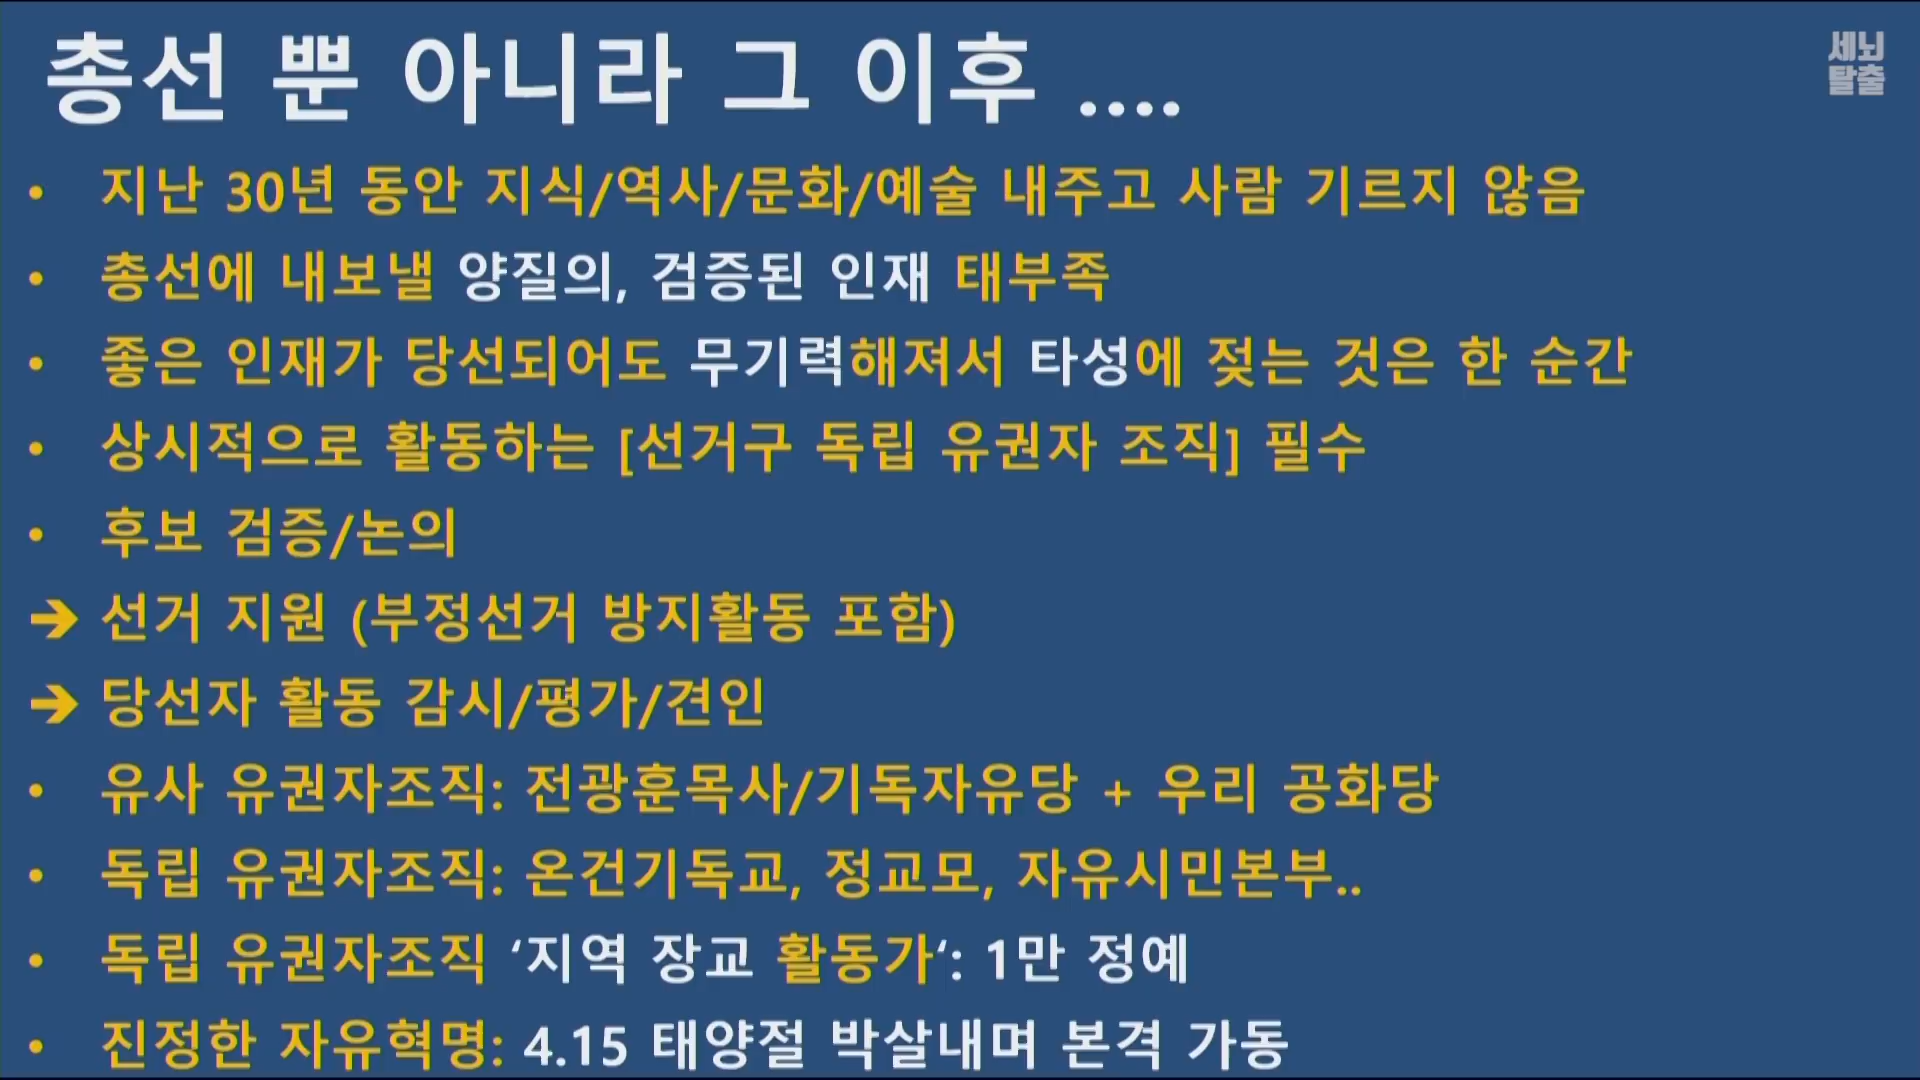 총선 뿐 아니라 그 이후 ....
세뇌
탈출
• 지난 30년 동안 지식/역사/문화/예술 내주고 사람 기르지 않음
• 총선에 내보낼 양질의, 검증된 인재 태부족
• 좋은 인재가 당선되어도 무기력해져서 타성에 젖는 것은 한 순간
• 상시적으로 활동하는 [선거구 독립 유권자 조직] 필수
• 후보 검증/논의
➔ 선거 지원 (부정선거 방지활동 포함)
➔ 당선자 활동 감시/평가/견인
• 유사 유권자조직: 전광훈목사/기독자유당 + 우리 공화당
• 독립 유권자조직: 온건기독교, 정교모, 자유시민본부..
• 독립 유권자조직 ‘지역 장교 활동가‘: 1만 정예
• 진정한 자유혁명: 4.15 태양절 박살내며 본격 가동